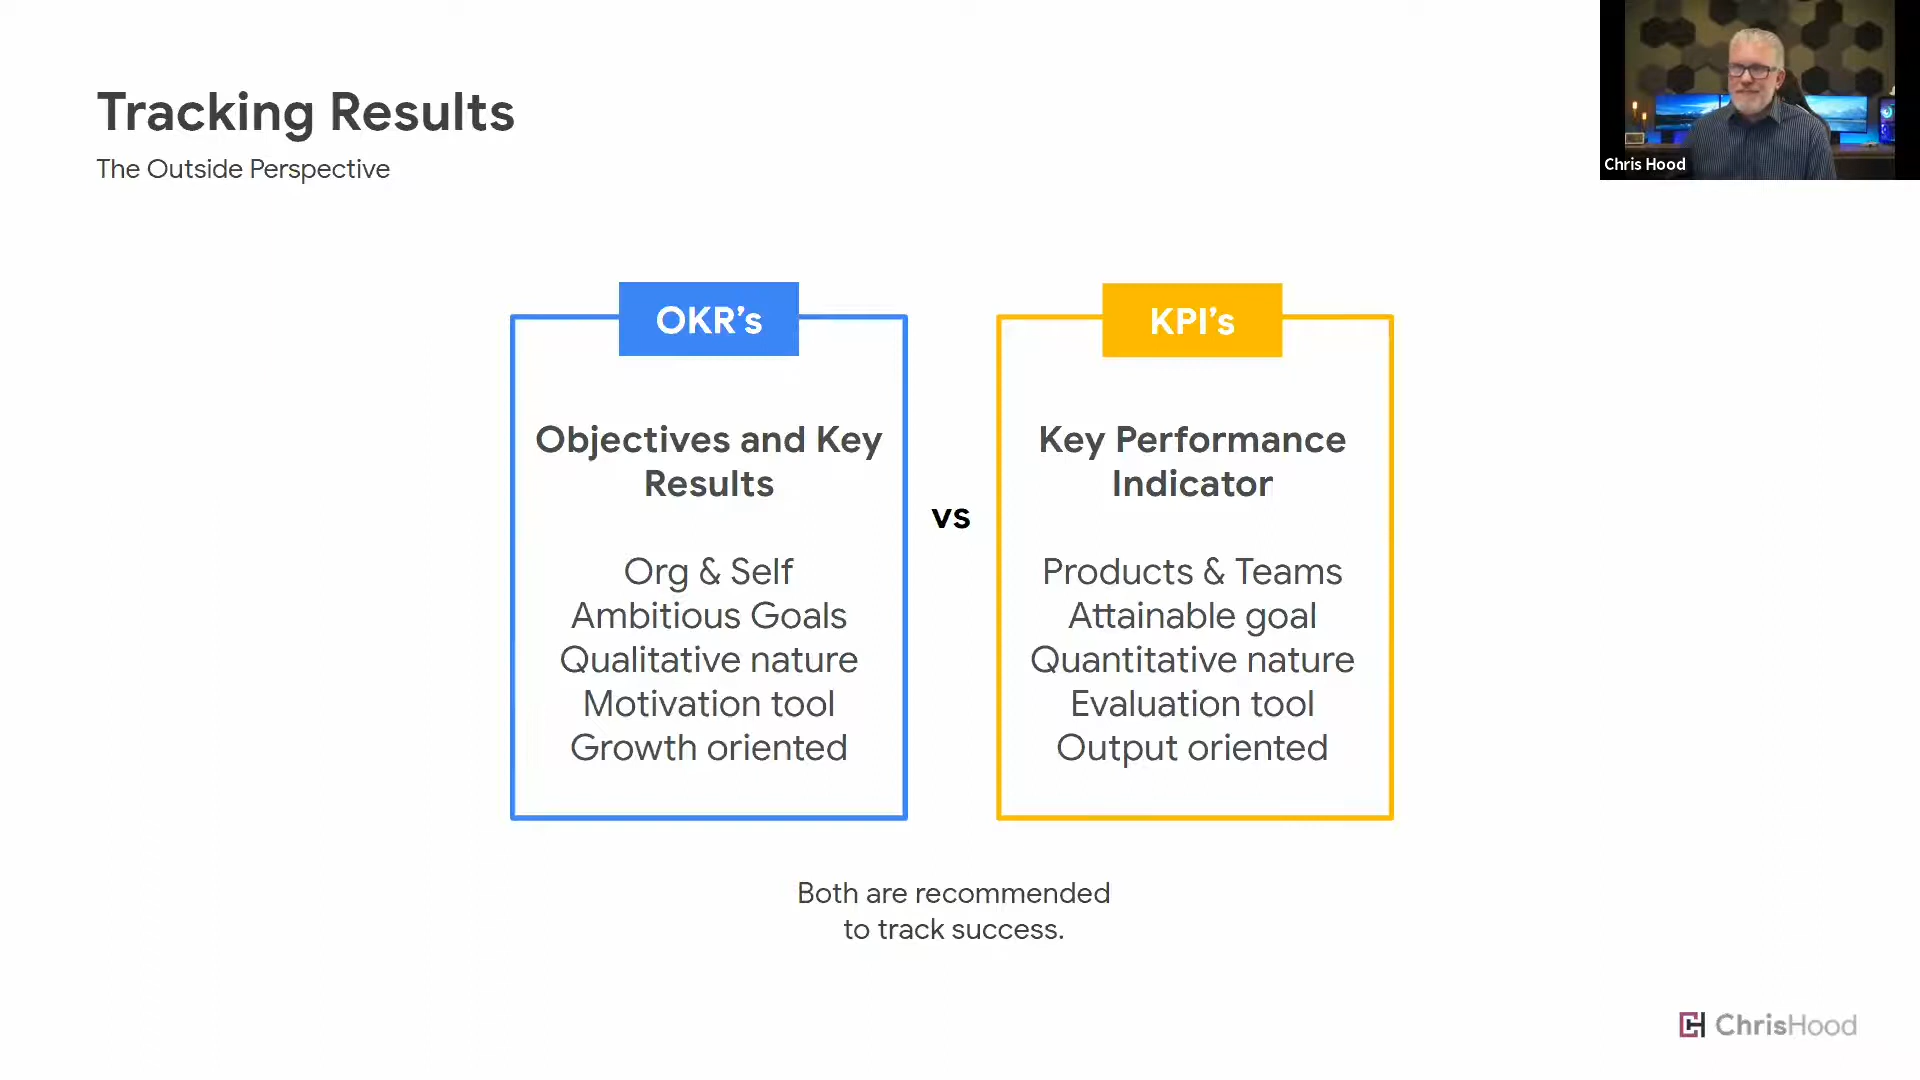 Tracking Results
The Outside Perspective
Chris Hood
OKR’s
Objectives and Key
Results
Org & Self
Ambitious Goals
Qualitative nature
Motivation tool
Growth oriented
vs
KPI’s
Key Performance
Indicator
Products & Teams
Attainable goal
Quantitative nature
Evaluation tool
Output oriented
Both are recommended
to track success.
ChrisHood